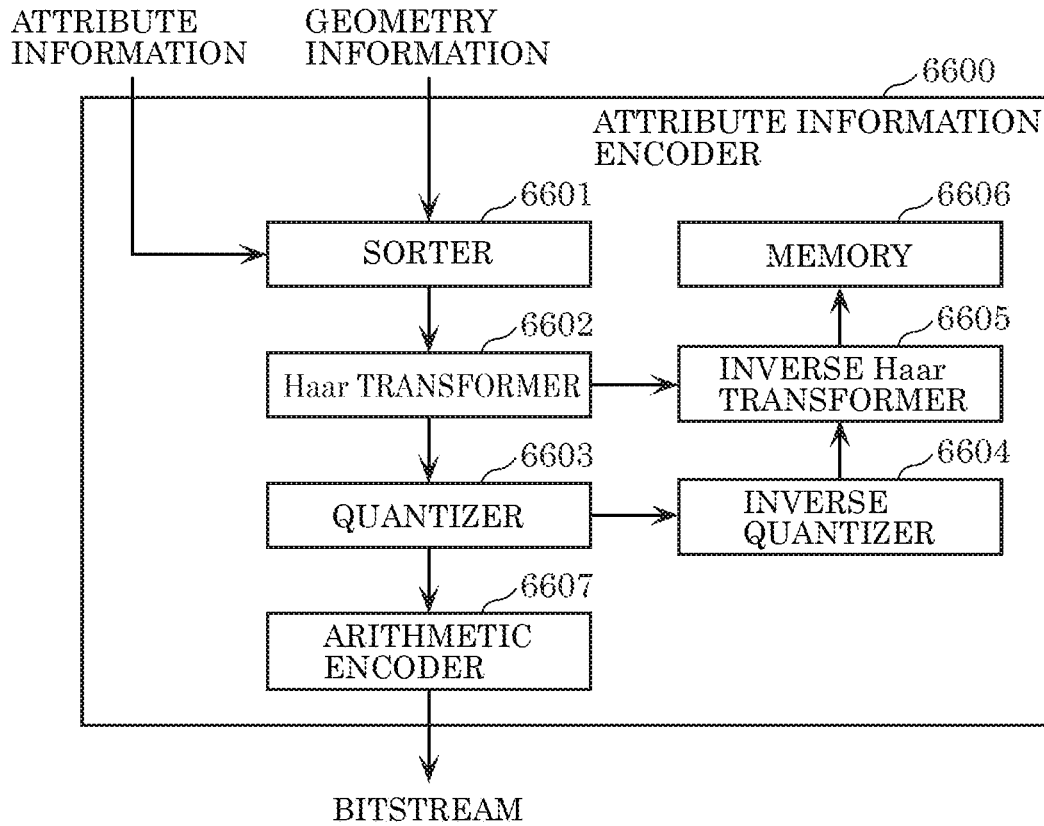 ATTRIBUTE
INFORMATION
GEOMETRY
INFORMATION
6600
ATTRIBUTE INFORMATION
ENCODER
6601
SORTER
6606
MEMORY
6602
Haar TRANSFORMER
6605
INVERSE Haar
TRANSFORMER
6603
QUANTIZER
6604
INVERSE
QUANTIZER
6607
ARITHMETIC
ENCODER
BITSTREAM